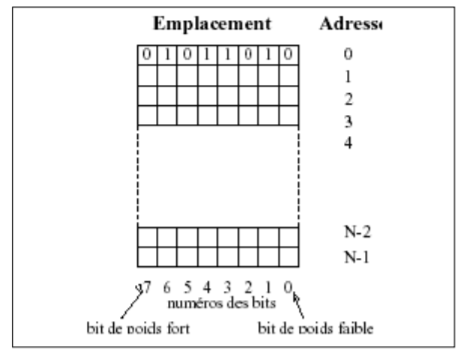 Emplacement Adresse
0 1 0 1 1 0 1 0 0
1
2
3
4
N-2
N-1
7 6 5 4 3 2 1 0
numéros des bits
bit de poids fort bit de poids faible